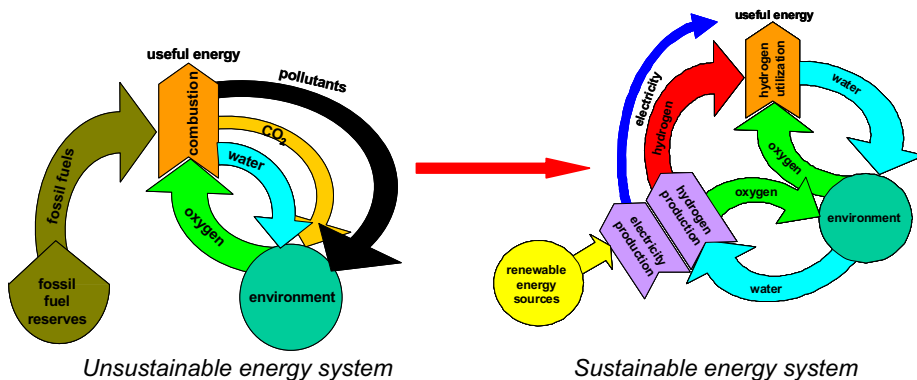 useful energy
pollutants
combustion
CO₂
water
fossil fuels
oxygen
fossil
fuel
reserves
environment
Unsustainable energy system
useful energy
electricity
hydrogen
hydrogen
utilization
water
oxygen
hydrogen
production
oxygen
environment
electricity
production
renewable
energy
sources
water
Sustainable energy system